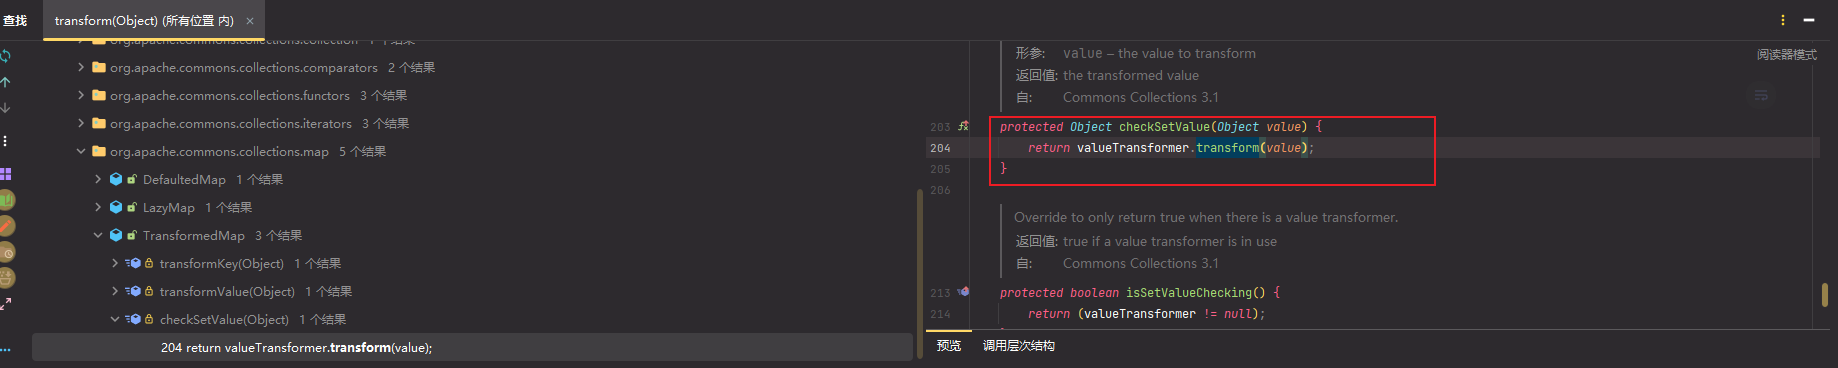 查找
transform(Object) (所有位置 内) ×
org.apache.commons.collections.collection 1 个结果
org.apache.commons.collections.comparators 2 个结果
org.apache.commons.collections.functors 3 个结果
org.apache.commons.collections.iterators 3 个结果
org.apache.commons.collections.map 5 个结果
DefaultedMap 1 个结果
LazyMap 1 个结果
TransformedMap 3 个结果
transformKey(Object) 1 个结果
transformValue(Object) 1 个结果
checkSetValue(Object) 1 个结果
204 return valueTransformer.transform(value);
形参: value – the value to transform
阅读器模式
返回值: the transformed value
自: Commons Collections 3.1
203 protected Object checkSetValue(Object value) {
204 return valueTransformer.transform(value);
205 }
206
Override to only return true when there is a value transformer.
返回值: true if a value transformer is in use
自: Commons Collections 3.1
213 protected boolean isSetValueChecking() {
214 return (valueTransformer != null);
预览 调用层次结构